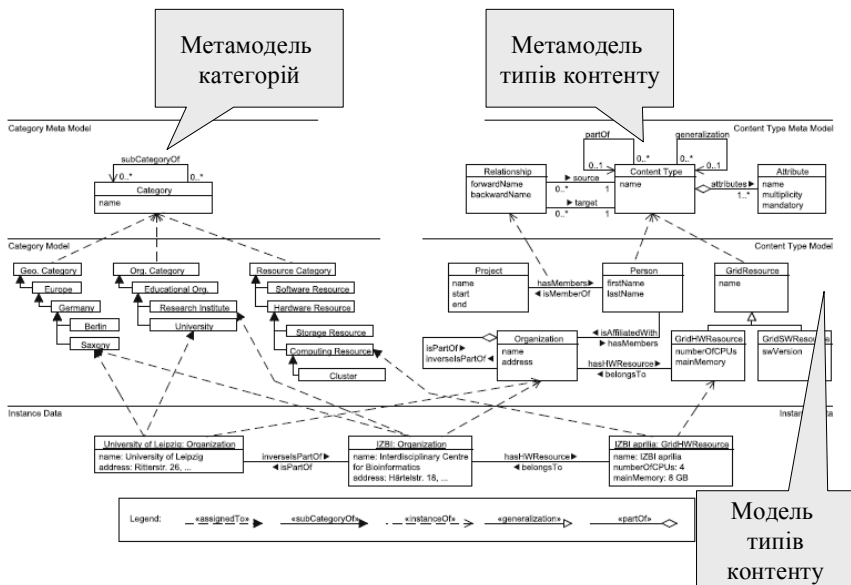 Метамодель
категорій
Метамодель
типів контенту
Category Meta Model
Content Type Meta Model
subCategoryOf
0..*
0..*
Category
name
partOf
generalization
0..1
0..*
0..*
0..1
Relationship
forwardName
backwardName
source
0..*
1
target
0..*
1
Content Type
name
attributes
1..*
Attribute
name
multiplicity
mandatory
Category Model
Content Type Model
Geo. Category
Europe
Germany
Berlin
Saxony
Org. Category
Educational Org.
Research Institute
University
Resource Category
Software Resource
Hardware Resource
Storage Resource
Computing Resource
Cluster
Project
name
start
end
hasMembers
isMemberOf
Person
firstName
lastName
GridResource
name
isAffiliatedWith
hasMembers
isPartOf
inverseIsPartOf
Organization
name
address
hasHWResource
belongsTo
GridHWResource
numberOfCPUs
mainMemory
GridSWResource
swVersion
Instance Data
University of Leipzig: Organization
name: University of Leipzig
address: Ritterstr. 26, ...
inverseIsPartOf
isPartOf
IZBI: Organization
name: Interdisciplinary Centre
for Bioinformatics
address: Härtelstr. 18, ...
hasHWResource
belongsTo
IZBI aprilia: GridHWResource
name: IZBI aprilia
numberOfCPUs: 4
mainMemory: 8 GB
Legend:
«assignedTo»
«subCategoryOf»
«instanceOf»
«generalization»
«partOf»
Модель
типів
контенту